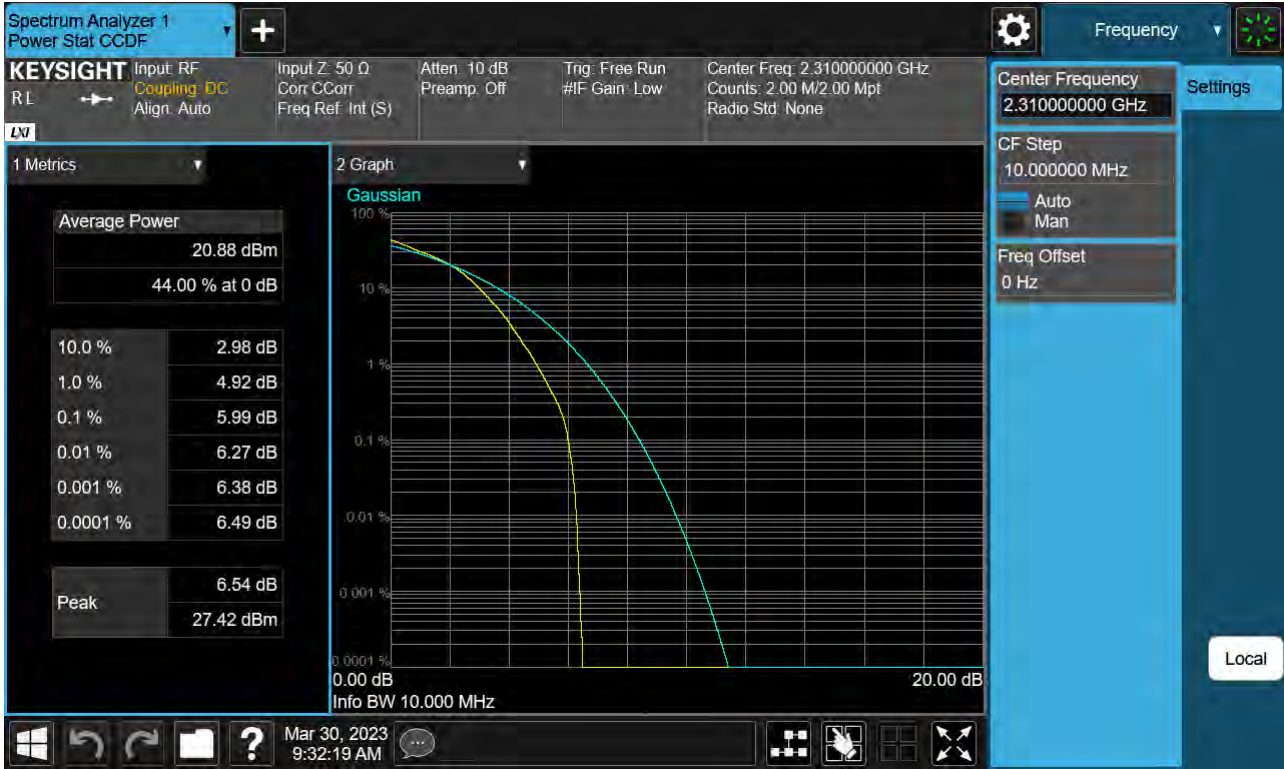 Spectrum Analyzer 1
Power Stat CCDF
Frequency
KEYSIGHT
R L
LXI
Input: RF
Coupling: DC
Align: Auto
Input Z: 50 Ω
Corr CCorr
Freq Ref: Int (S)
Atten: 10 dB
Preamp: Off
Trig: Free Run
#IF Gain: Low
Center Freq: 2.310000000 GHz
Counts: 2.00 M/2.00 Mpt
Radio Std: None
Center Frequency
2.310000000 GHz
Settings
CF Step
10.000000 MHz
Auto
Man
Freq Offset
0 Hz
1 Metrics
Average Power
20.88 dBm
44.00 % at 0 dB
10.0 % 2.98 dB
1.0 % 4.92 dB
0.1 % 5.99 dB
0.01 % 6.27 dB
0.001 % 6.38 dB
0.0001 % 6.49 dB
Peak
6.54 dB
27.42 dBm
2 Graph
Gaussian
100 %
10 %
1 %
0.1 %
0.01 %
0.001 %
0.0001 %
0.00 dB 20.00 dB
Info BW 10.000 MHz
Local
?
Mar 30, 2023
9:32:19 AM